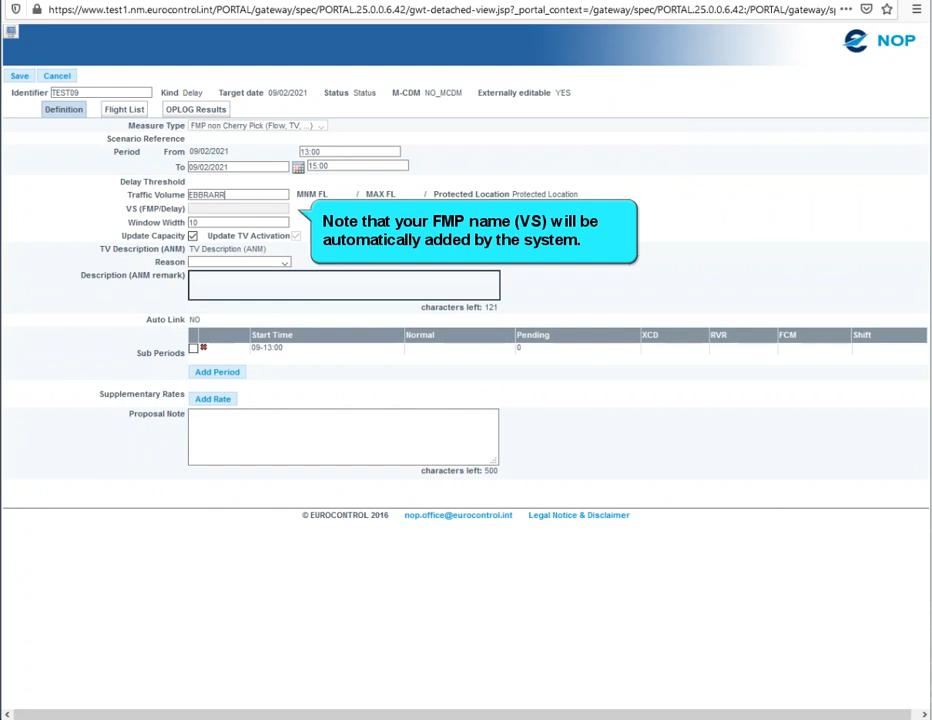 https://www.test1.nm.eurocontrol.int/PORTAL/gateway/spec/PORTAL.25.0.0.6.42/gwt-detached-view.jsp?_portal_context=/gateway/spec/PORTAL.25.0.0.6.42;/PORTAL/gateway/s
NOP
Save Cancel
Identifier TEST09 Kind Delay Target date 09/02/2021 Status Status M-CDM NO_MCDM Externally editable YES
Definition Flight List OPLOG Results
Measure Type FMP non Cherry Pick (Flow, TV, ...)
Scenario Reference
Period From 09/02/2021 13:00
To 09/02/2021 15:00
Delay Threshold
Traffic Volume EBBRARR MNM FL / MAX FL / Protected Location Protected Location
VS (FMP/Delay)
Note that your FMP name (VS) will be
automatically added by the system.
Window Width 10
Update Capacity Update TV Activation
TV Description (ANM) TV Description (ANM)
Reason
Description (ANM remark)
characters left: 121
Auto Link NO
Start Time Normal Pending XCD RVR FCM Shift
Sub Periods 09-13:00 0
Add Period
Supplementary Rates Add Rate
Proposal Note
characters left: 500
© EUROCONTROL 2016 nop.office@eurocontrol.int Legal Notice & Disclaimer